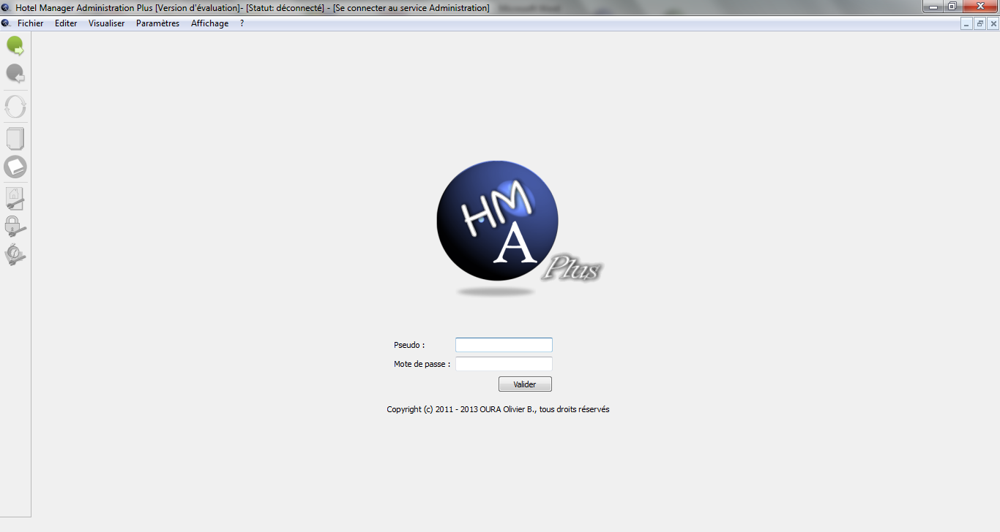 Hotel Manager Administration Plus [Version d'évaluation]- [Statut: déconnecté] - [Se connecter au service Administration]
Fichier Editer Visualiser Paramètres Affichage ?
HM
A
Plus
Pseudo :
Mote de passe :
Valider
Copyright (c) 2011 - 2013 OURA Olivier B., tous droits réservés